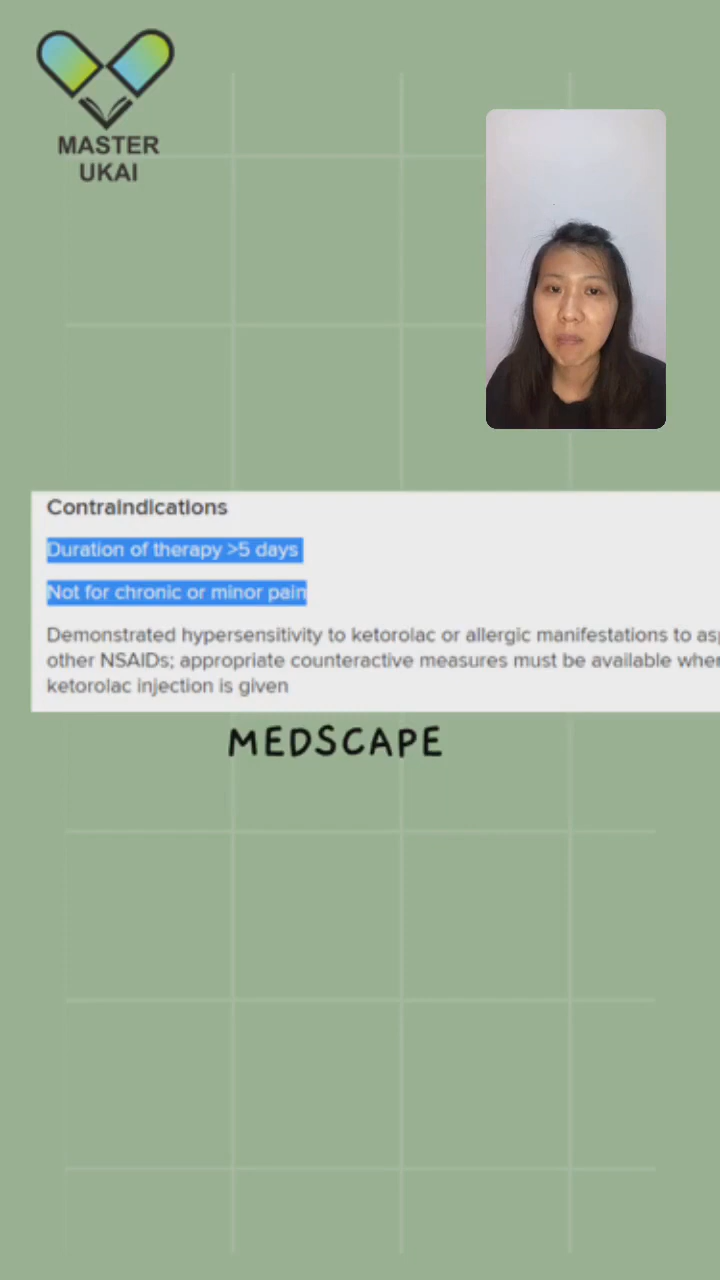 MASTER
UKAI
Contraindications
Duration of therapy >5 days
Not for chronic or minor pain
Demonstrated hypersensitivity to ketorolac or allergic manifestations to
other NSAIDs; appropriate counteractive measures must be available
ketorolac injection is given
MEDSCAPE